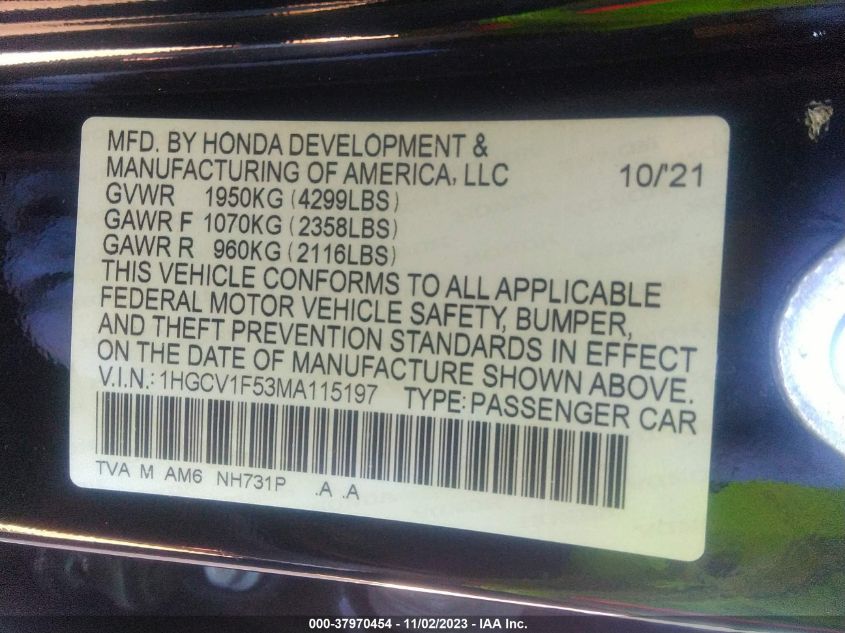 MFD. BY HONDA DEVELOPMENT &
MANUFACTURING OF AMERICA, LLC 10/'21
GVWR 1950KG (4299LBS)
GAWR F 1070KG (2358LBS)
GAWR R 960KG (2116LBS)
THIS VEHICLE CONFORMS TO ALL APPLICABLE
FEDERAL MOTOR VEHICLE SAFETY, BUMPER,
AND THEFT PREVENTION STANDARDS IN EFFECT
ON THE DATE OF MANUFACTURE SHOWN ABOVE.
V.I.N.: 1HGCV1F53MA115197 TYPE: PASSENGER CAR
TVA M AM6 NH731P .A .A
000-37970454 - 11/02/2023 - IAA Inc.